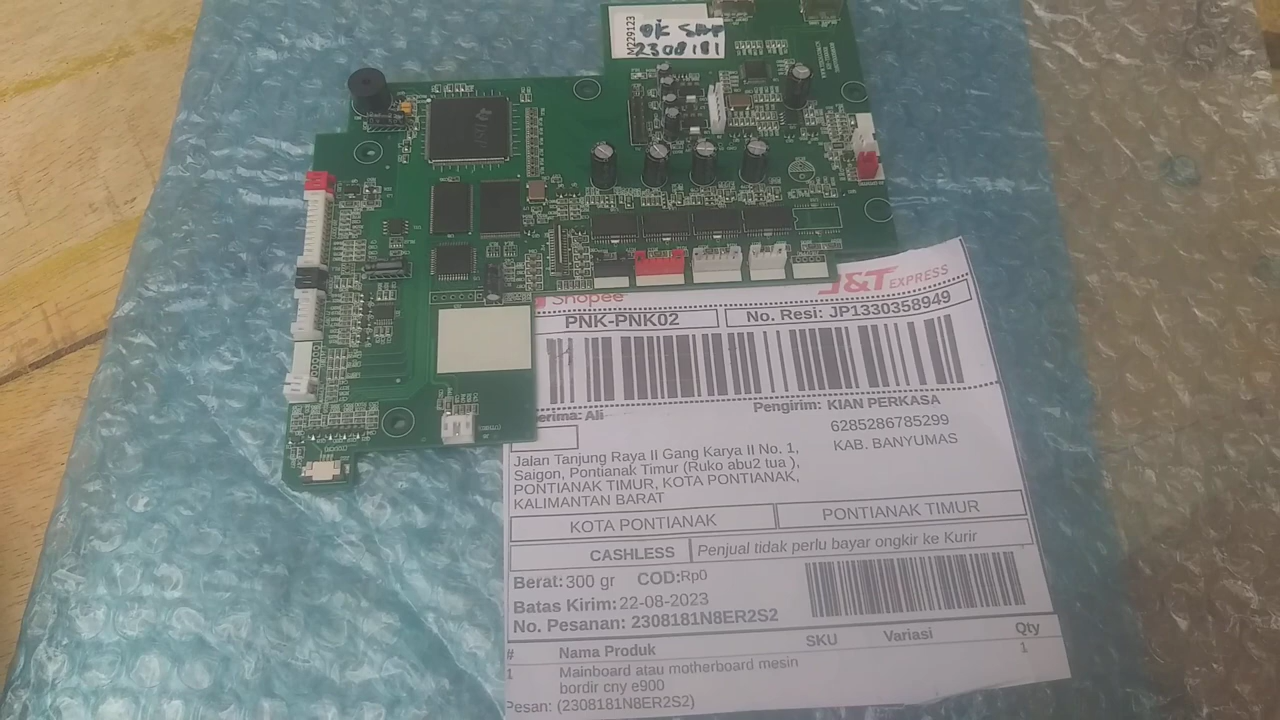 M229123
OK
2308181
Shopee
J&T EXPRESS
PNK-PNK02
No. Resi: JP1330358949
erima: Ali
Pengirim: KIAN PERKASA
6285286785299
KAB. BANYUMAS
Jalan Tanjung Raya II Gang Karya II No. 1,
Saigon, Pontianak Timur (Ruko abu2 tua ),
PONTIANAK TIMUR, KOTA PONTIANAK,
KALIMANTAN BARAT
KOTA PONTIANAK
PONTIANAK TIMUR
CASHLESS
Penjual tidak perlu bayar ongkir ke Kurir
Berat: 300 gr
COD:Rp0
Batas Kirim: 22-08-2023
No. Pesanan: 2308181N8ER2S2
# Nama Produk SKU Variasi Qty
1 Mainboard atau motherboard mesin 1
bordir cny e900
Pesan: (2308181N8ER2S2)